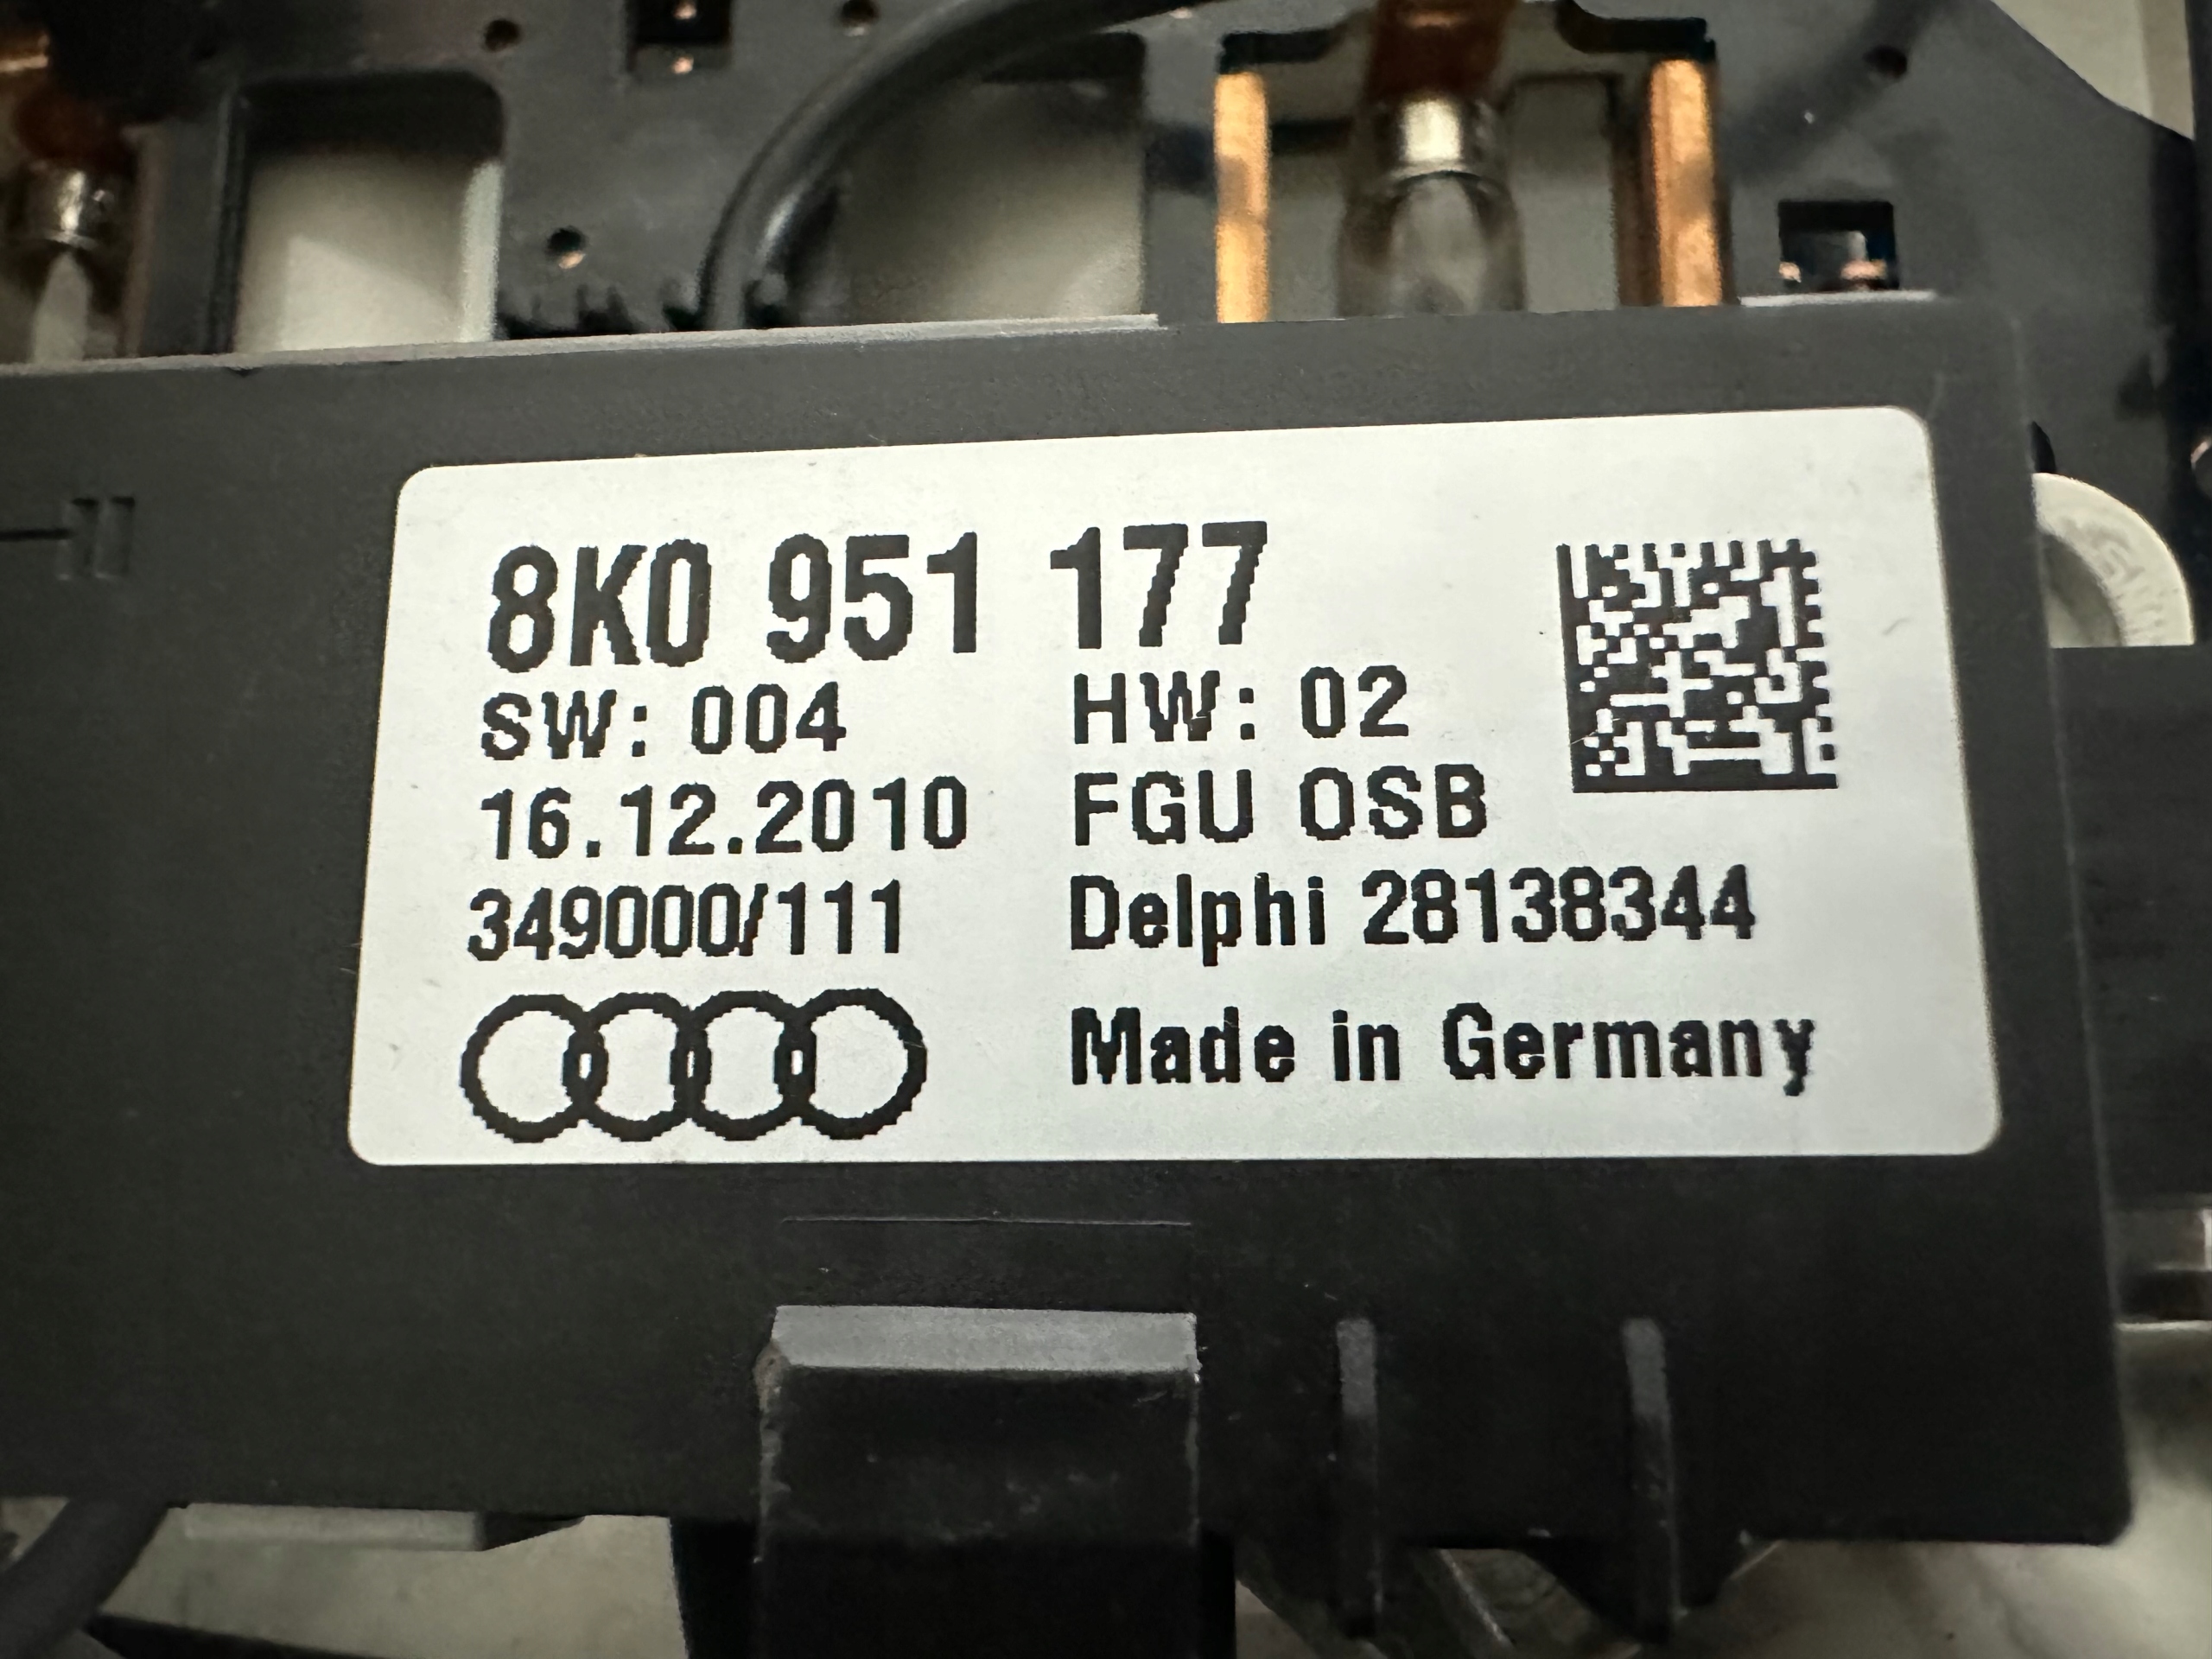 8K0 951 177
SW: 004 HW: 02
16.12.2010 FGU OSB
349000/111 Delphi 28138344
Made in Germany